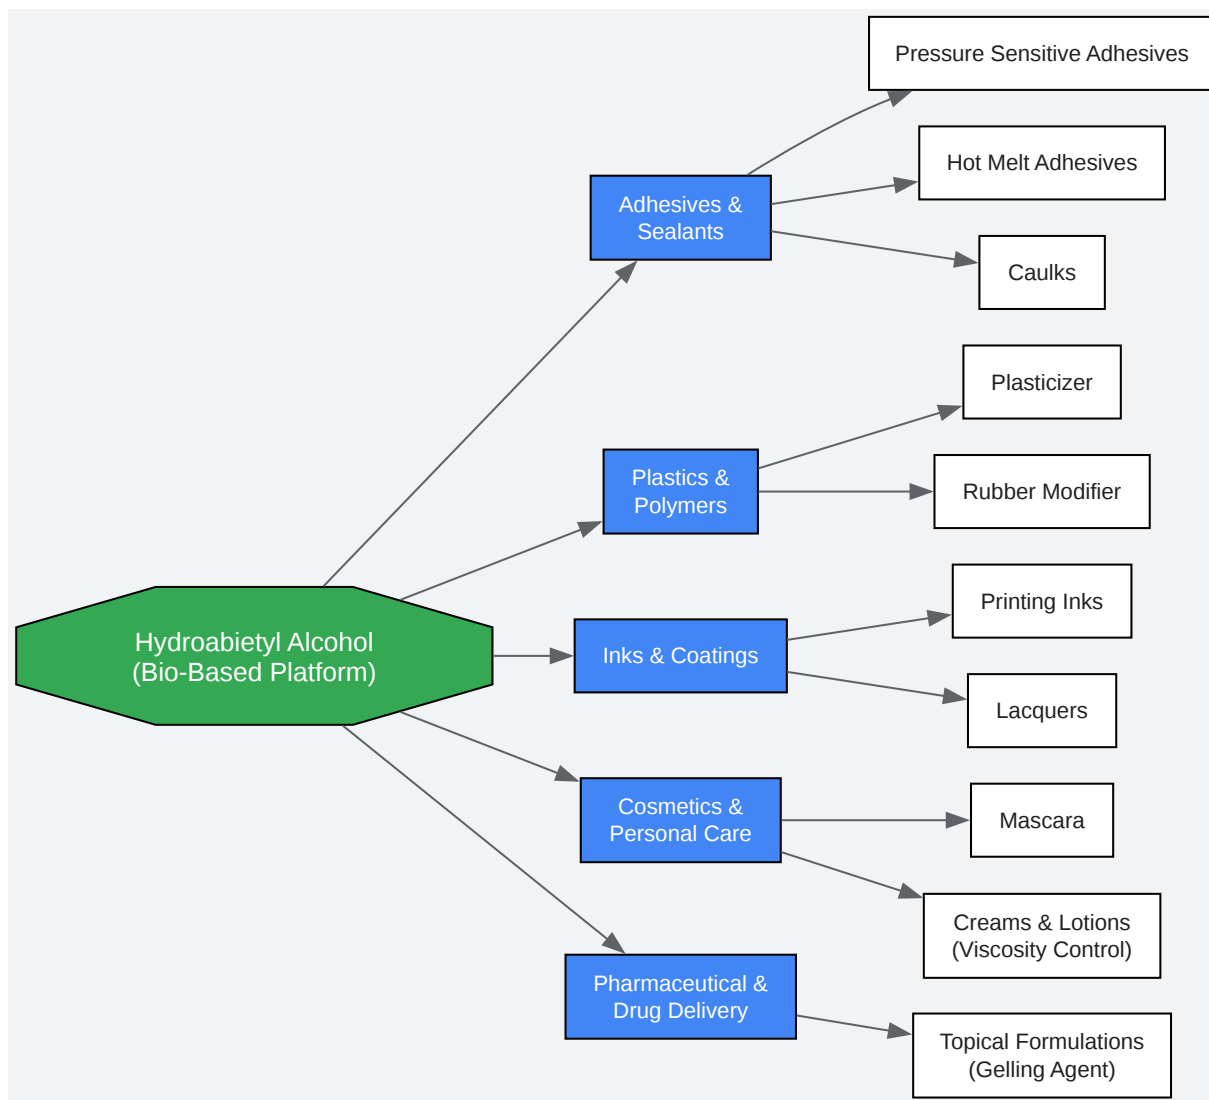 Pressure Sensitive Adhesives
Hot Melt Adhesives
Adhesives &
Sealants
Caulks
Plasticizer
Plastics &
Polymers
Rubber Modifier
Printing Inks
Hydroabietyl Alcohol
(Bio-Based Platform)
Inks & Coatings
Lacquers
Cosmetics &
Personal Care
Mascara
Creams & Lotions
(Viscosity Control)
Pharmaceutical &
Drug Delivery
Topical Formulations
(Gelling Agent)